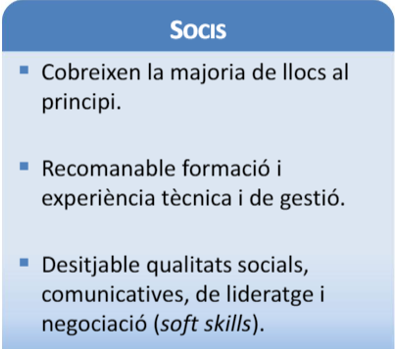 SOCIS
▪ Cobreixen la majoria de llocs al
principi.
▪ Recomanable formació i
experiència tècnica i de gestió.
▪ Desitjable qualitats socials,
comunicatives, de lideratge i
negociació (soft skills).